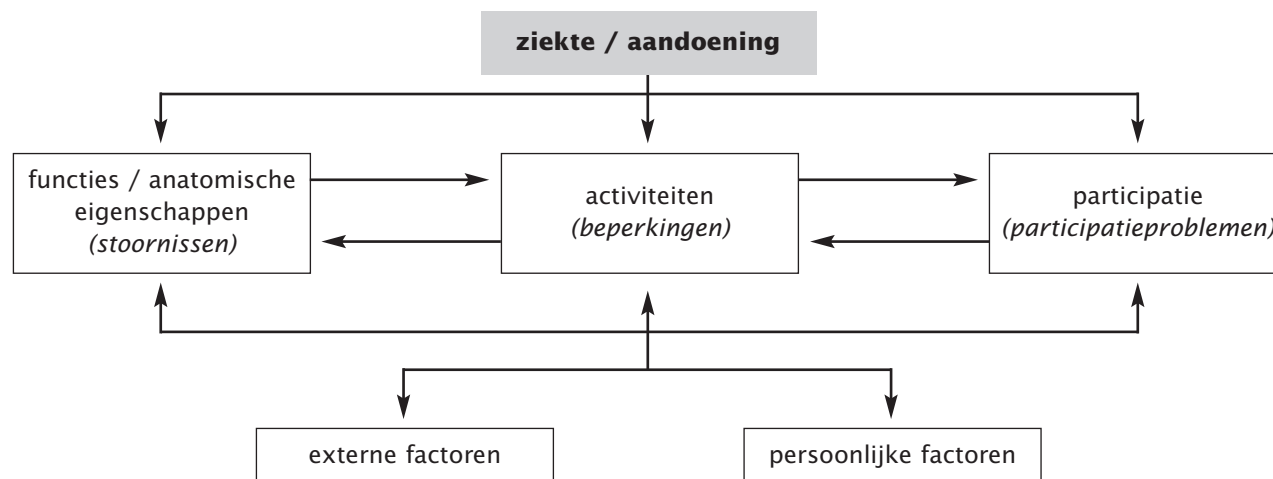 ziekte / aandoening
functies / anatomische
eigenschappen
(stoornissen)
activiteiten
(beperkingen)
participatie
(participatieproblemen)
externe factoren
persoonlijke factoren